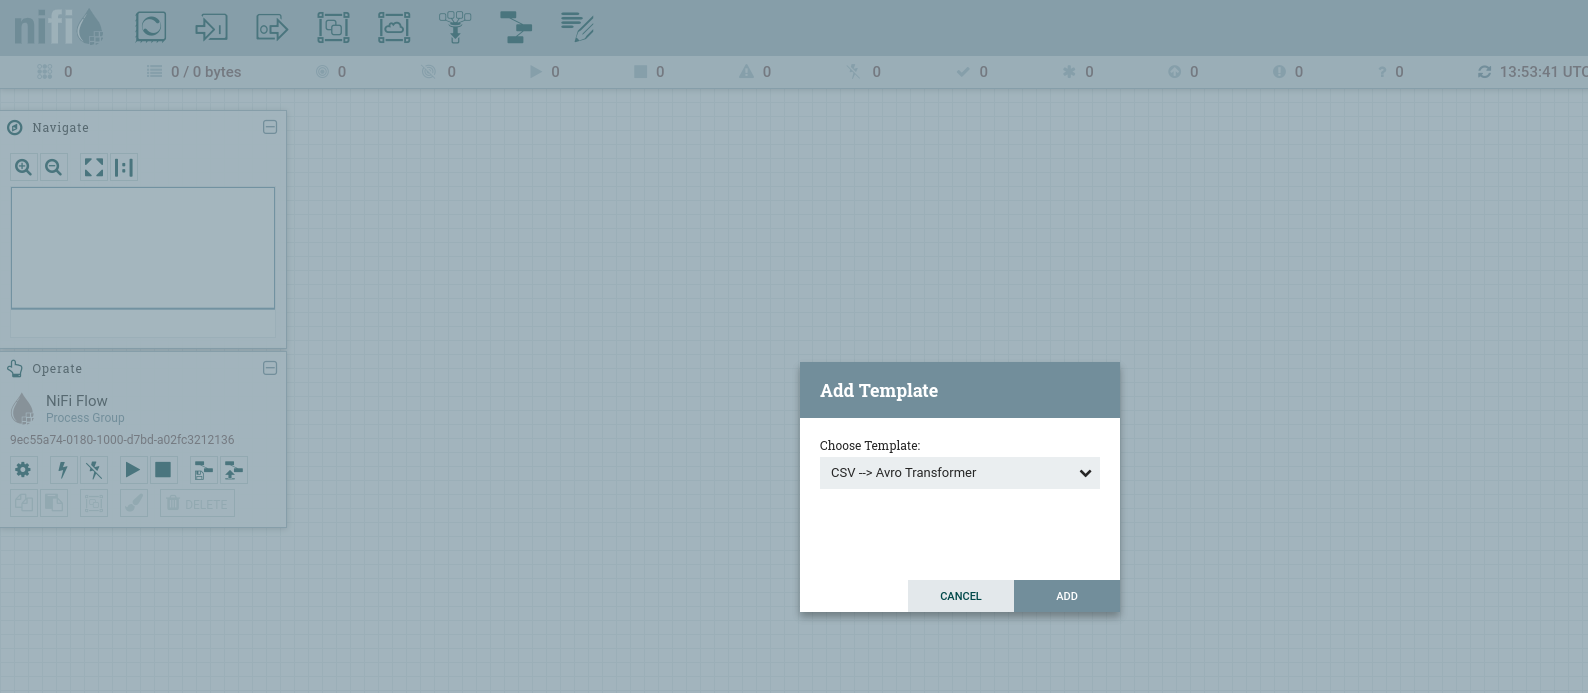 nifi
0 0 / 0 bytes 0 0 0 0 0 0 0 0 0 0 0 13:53:41 UTC
Navigate
Operate
NiFi Flow
Process Group
9ec55a74-0180-1000-d7bd-a02fc3212136
DELETE
Add Template
Choose Template:
CSV --> Avro Transformer
CANCEL ADD